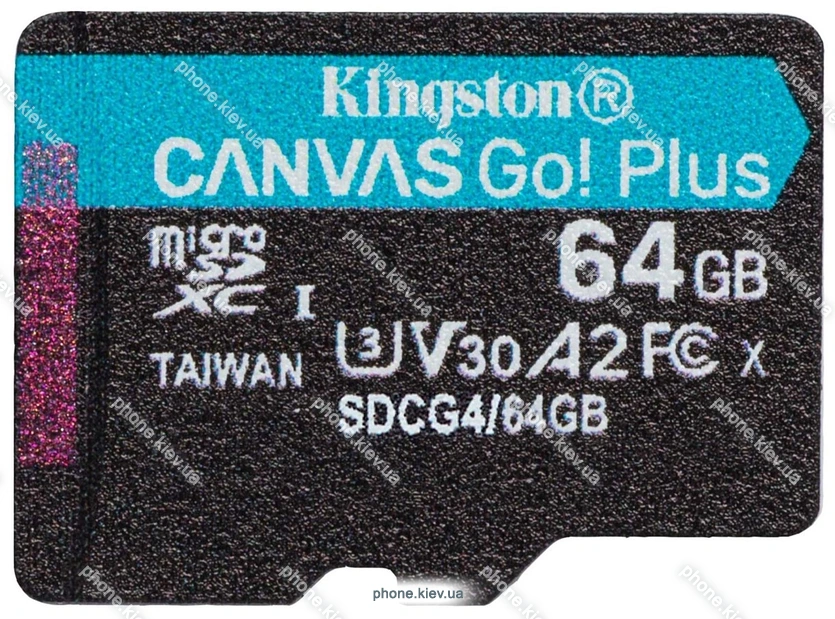 Kingston®
CANVAS Go! Plus
micro
SD
XC I
64GB
U3 V30 A2 FC X
TAIWAN
SDCG4/64GB
phone.kiev.ua